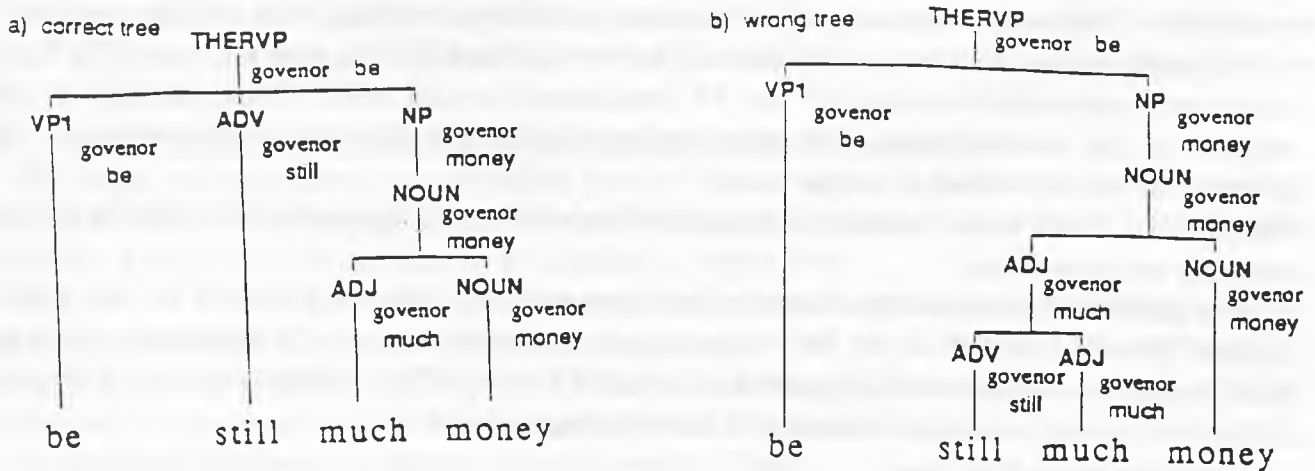 a) correct tree
THERVP
govenor be
VP1
govenor
be
ADV
govenor
still
NP
govenor
money
NOUN
govenor
money
ADJ
govenor
much
NOUN
govenor
money
be still much money
b) wrong tree
THERVP
govenor be
VP1
govenor
be
NP
govenor
money
NOUN
govenor
money
ADJ
govenor
much
NOUN
govenor
money
ADV
govenor
still
ADJ
govenor
much
be still much money